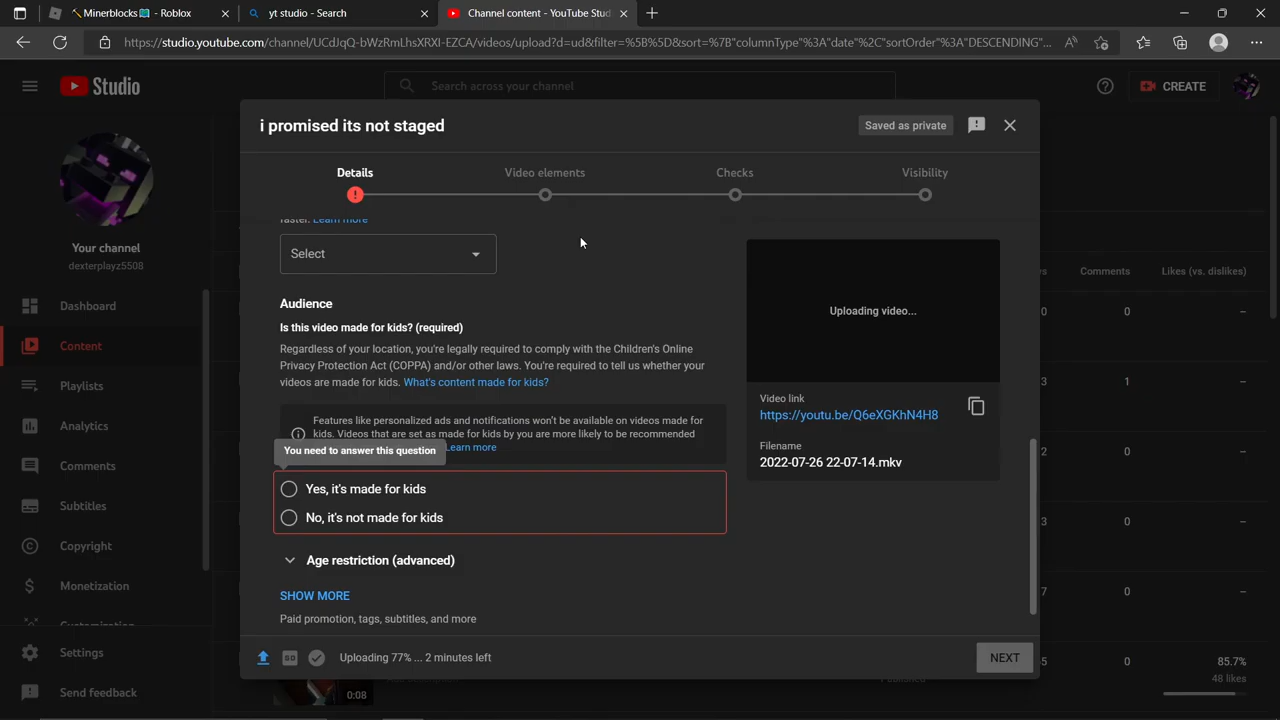 Minerblocks - Roblox
yt studio - Search
Channel content - YouTube Stud
https://studio.youtube.com/channel/UCdJqQ-bWzRmLhsXRXI-EZCA/videos/upload?d=ud&filter=%5B%5D&sort=%7B"columnType"%3A"date"%2C"sortOrder"%3A"DESCENDING"...
Studio
Search across your channel
CREATE
i promised its not staged
Saved as private
Details
Video elements
Checks
Visibility
faster. Learn more
Select
Your channel
dexterplayz5508
Dashboard
Content
Playlists
Analytics
Comments
Subtitles
Copyright
Monetization
Customization
Settings
Send feedback
Audience
Is this video made for kids? (required)
Regardless of your location, you're legally required to comply with the Children's Online
Privacy Protection Act (COPPA) and/or other laws. You're required to tell us whether your
videos are made for kids. What's content made for kids?
Features like personalized ads and notifications won't be available on videos made for
kids. Videos that are set as made for kids by you are more likely to be recommended
Learn more
You need to answer this question
Yes, it's made for kids
No, it's not made for kids
Age restriction (advanced)
SHOW MORE
Paid promotion, tags, subtitles, and more
Uploading 77% ... 2 minutes left
NEXT
Uploading video...
Video link
https://youtu.be/Q6eXGKhN4H8
Filename
2022-07-26 22-07-14.mkv
Comments
Likes (vs. dislikes)
0 0 –
3 1 –
2 0 –
3 0 –
7 0 –
5 0 85.7%
48 likes
0:08